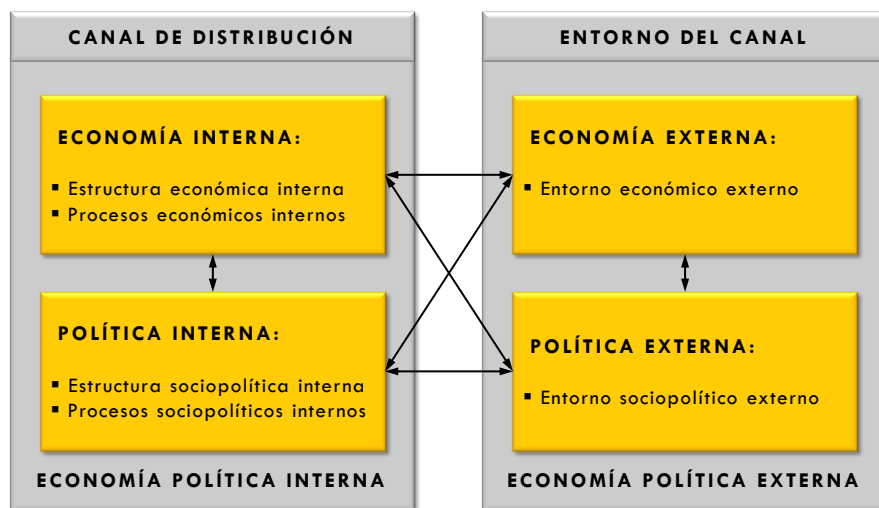 CANAL DE DISTRIBUCIÓN
ECONOMÍA INTERNA:
▪ Estructura económica interna
▪ Procesos económicos internos
POLÍTICA INTERNA:
▪ Estructura sociopolítica interna
▪ Procesos sociopolíticos internos
ECONOMÍA POLÍTICA INTERNA
ENTORNO DEL CANAL
ECONOMÍA EXTERNA:
▪ Entorno económico externo
POLÍTICA EXTERNA:
▪ Entorno sociopolítico externo
ECONOMÍA POLÍTICA EXTERNA